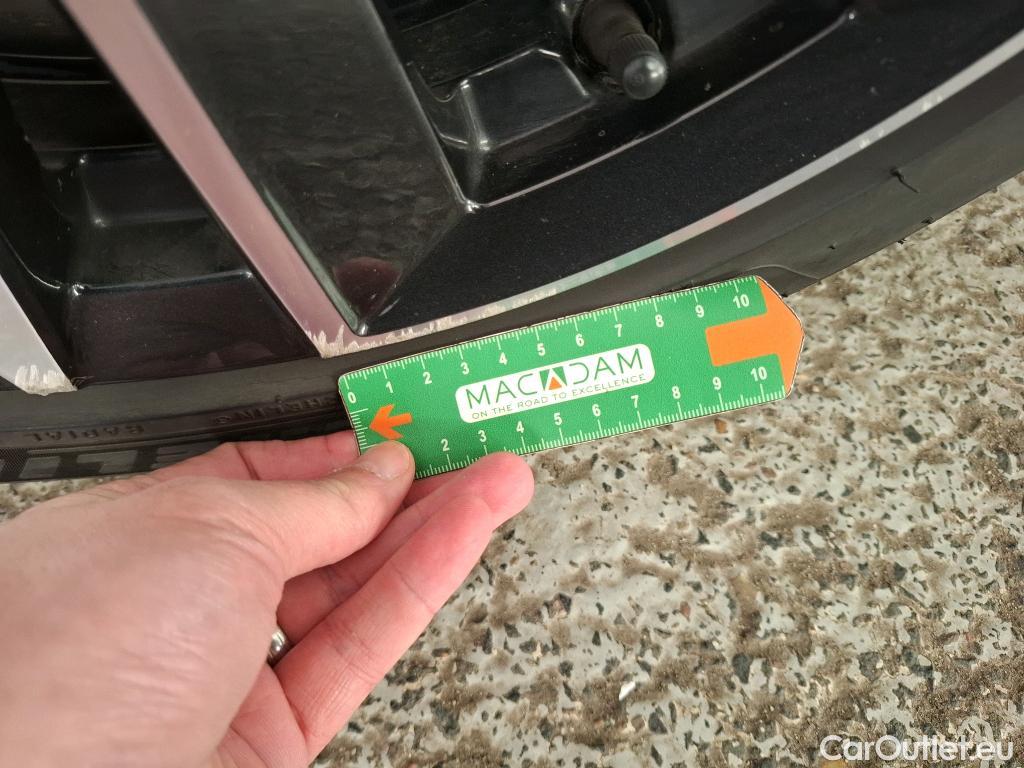 0 1 2 3 4 5 6 7 8 9 10
MACADAM
ON THE ROAD TO EXCELLENCE
2 3 4 5 6 7 8 9 10
RADIAL
CarOutlet.eu